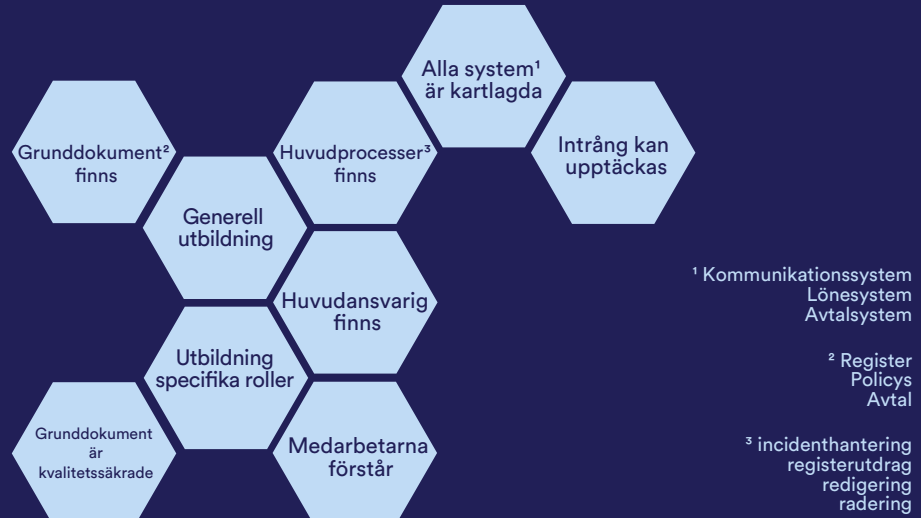 Alla system¹
är kartlagda
Grunddokument²
finns
Huvudprocesser³
finns
Intrång kan
upptäckas
Generell
utbildning
Huvudansvarig
finns
Utbildning
specifika roller
Grunddokument
är
kvalitetssäkrade
Medarbetarna
förstår
¹ Kommunikationssystem
Lönesystem
Avtalsystem
² Register
Policys
Avtal
³ incidenthantering
registerutdrag
redigering
radering